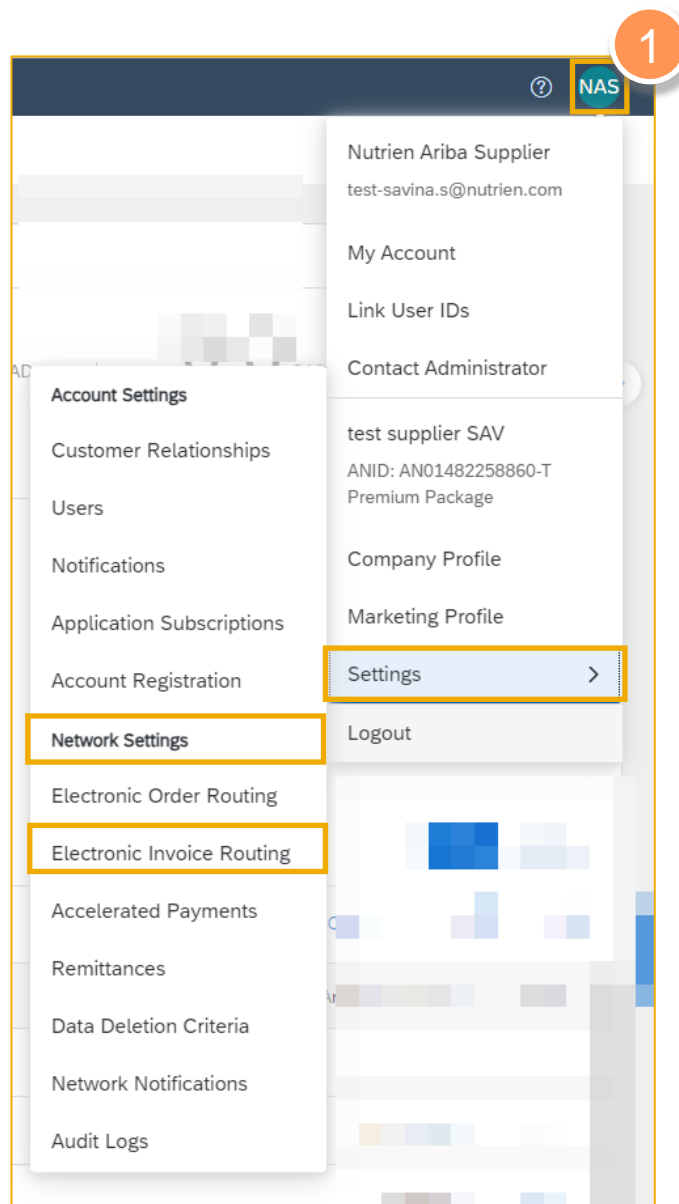 1
NAS
Nutrien Ariba Supplier
test-savina.s@nutrien.com
My Account
Link User IDs
Contact Administrator
test supplier SAV
ANID: AN01482258860-T
Premium Package
Company Profile
Marketing Profile
Settings
Logout
Account Settings
Customer Relationships
Users
Notifications
Application Subscriptions
Account Registration
Network Settings
Electronic Order Routing
Electronic Invoice Routing
Accelerated Payments
Remittances
Data Deletion Criteria
Network Notifications
Audit Logs